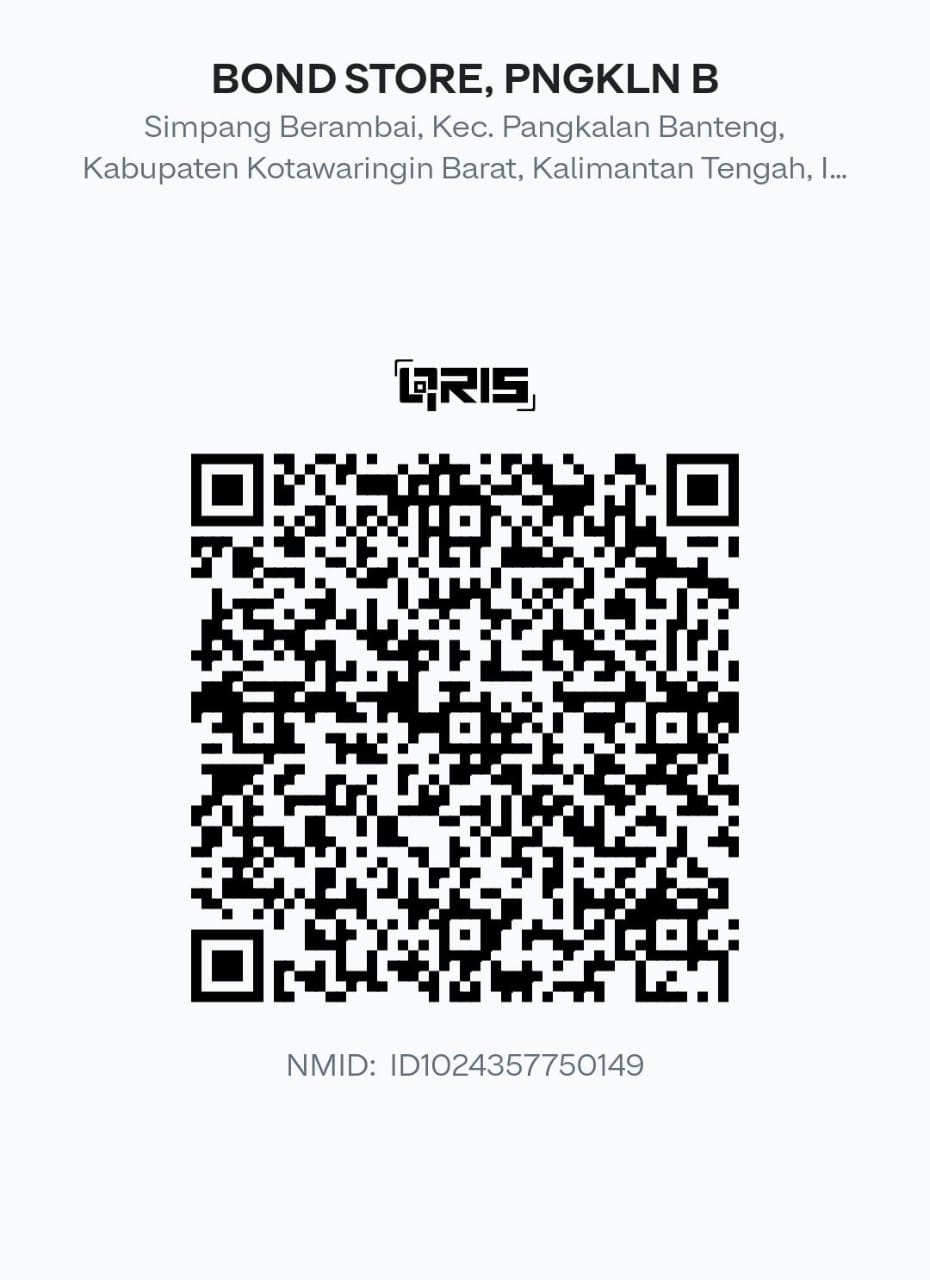 BOND STORE, PNGKLN B
Simpang Berambai, Kec. Pangkalan Banteng,
Kabupaten Kotawaringin Barat, Kalimantan Tengah, I...
QRIS
NMID: ID1024357750149